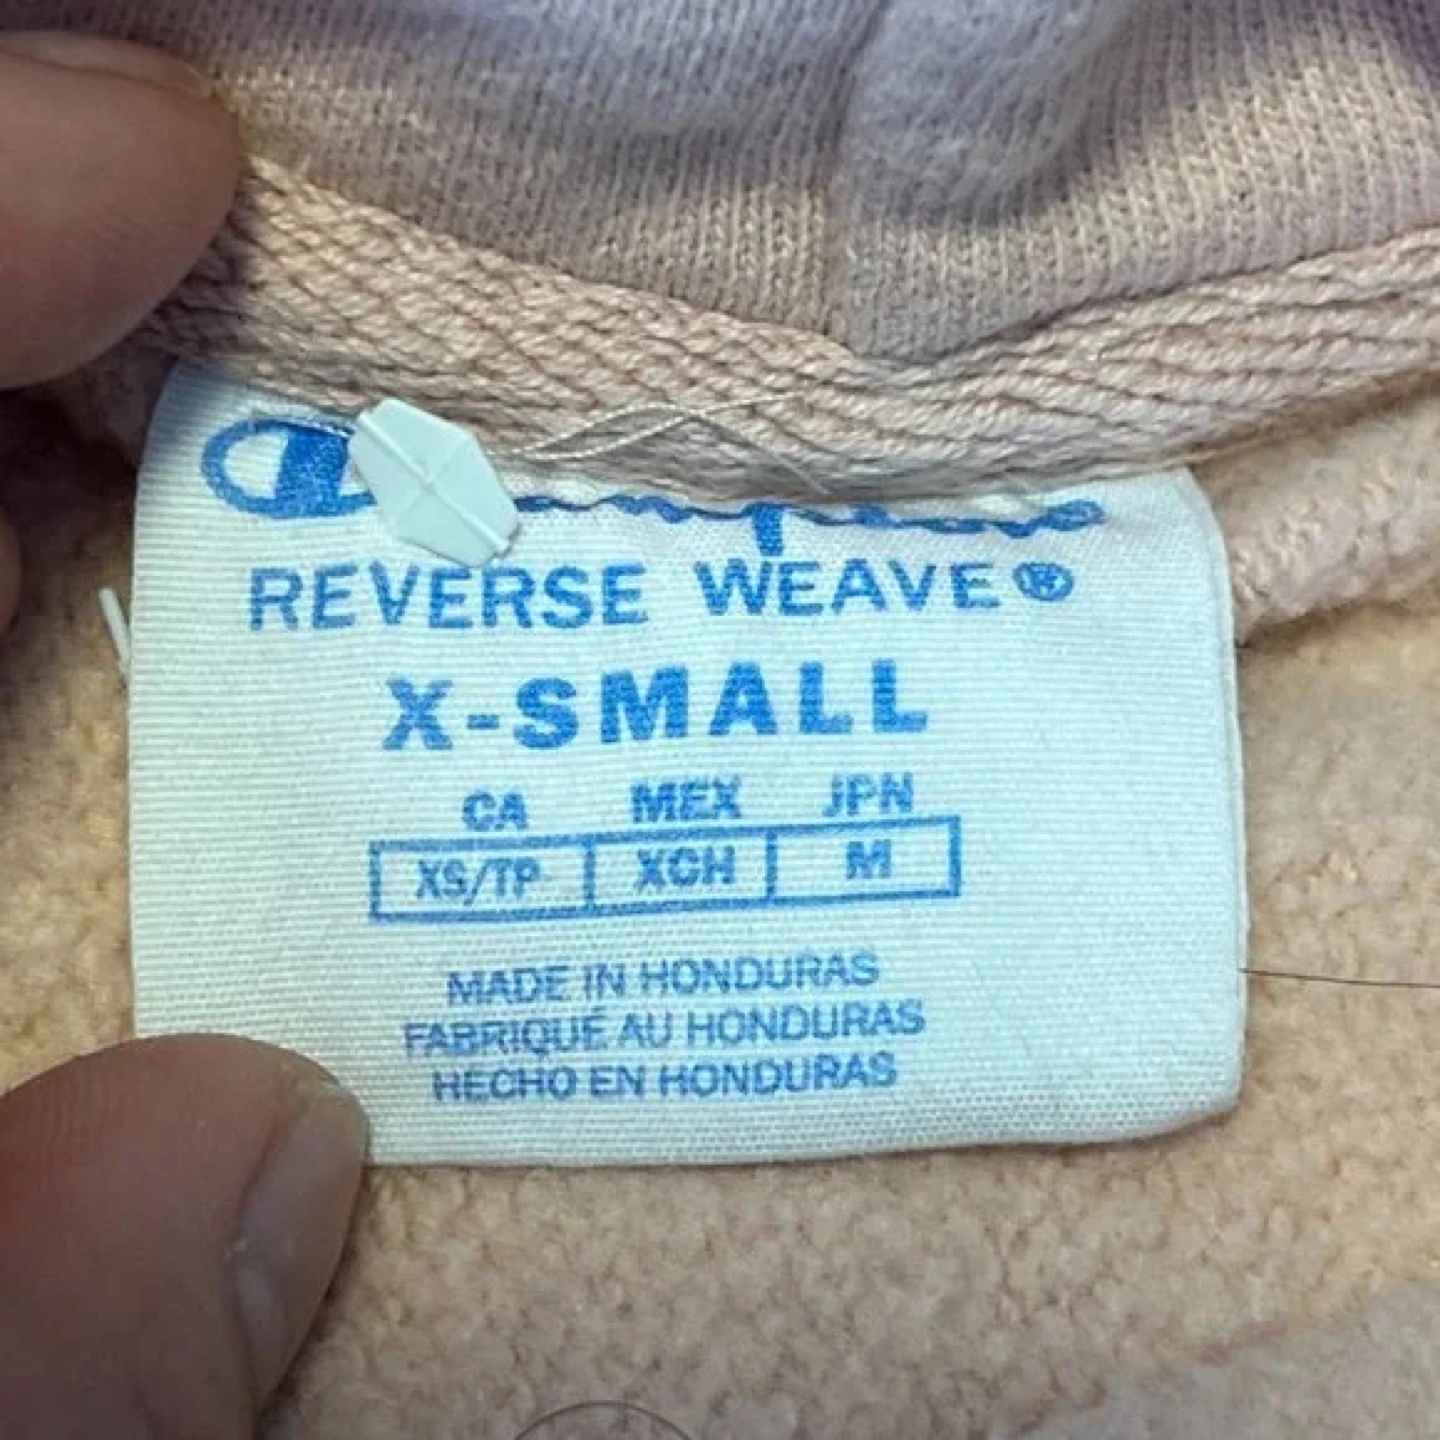 REVERSE WEAVE®
X-SMALL
CA MEX JPN
XS/TP XCH M
MADE IN HONDURAS
FABRIQUÉ AU HONDURAS
HECHO EN HONDURAS